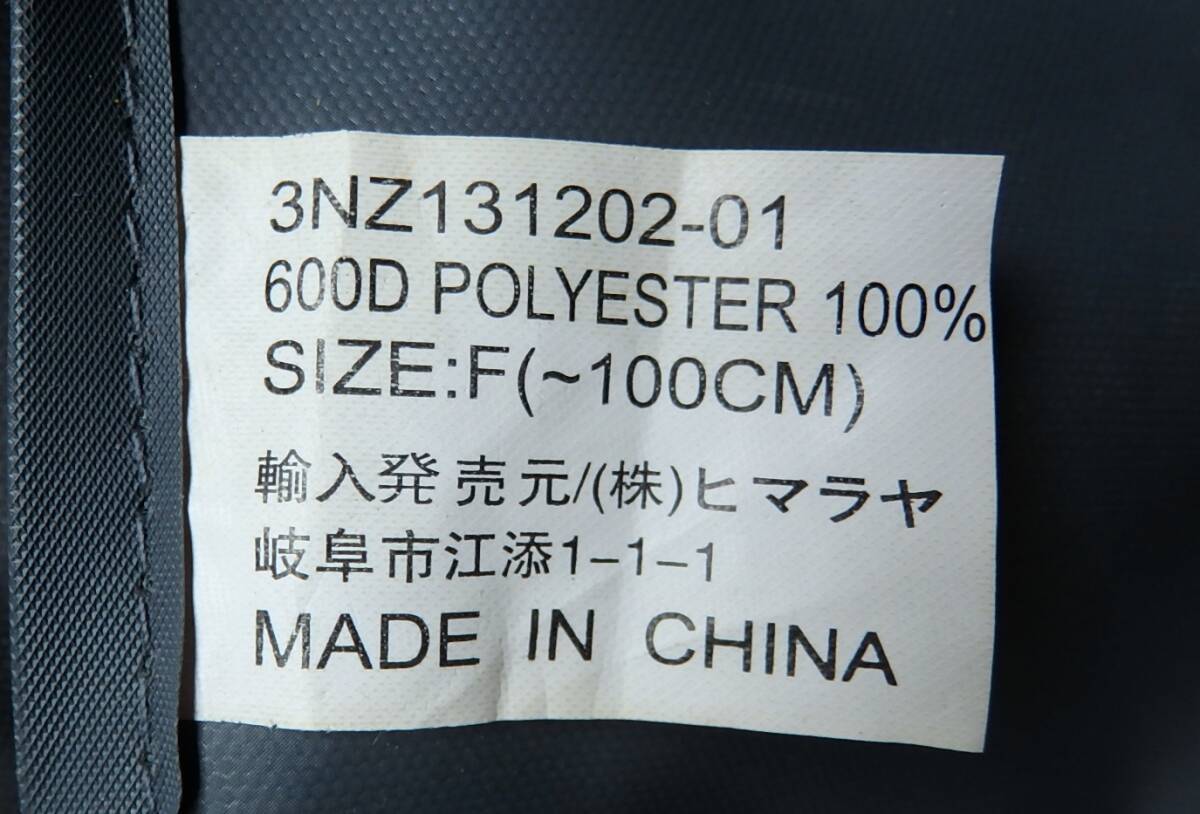 3NZ131202-01
600D POLYESTER 100%
SIZE:F(~100CM)
輸入発売元/(株)ヒマラヤ
岐阜市江添1-1-1
MADE IN CHINA